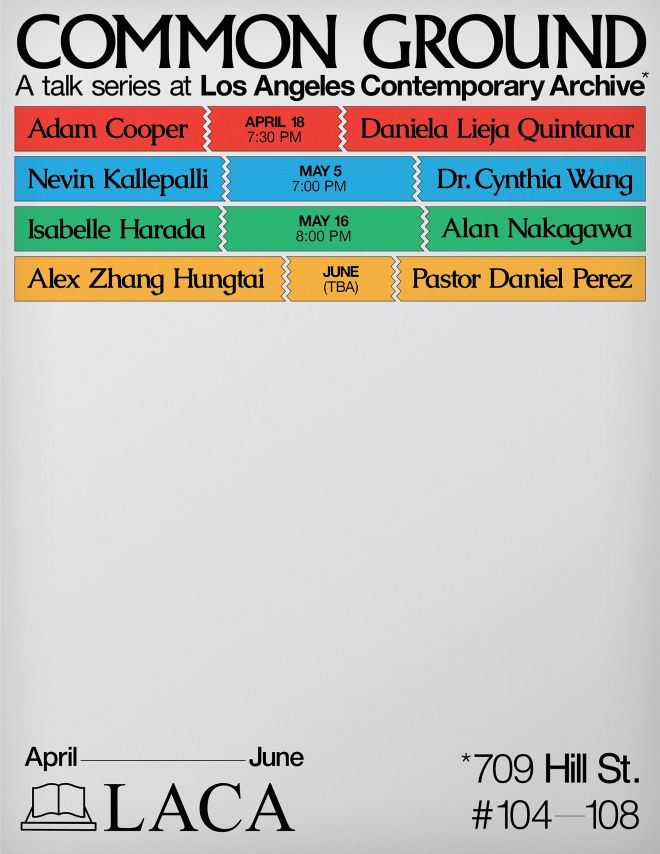 COMMON GROUND
A talk series at Los Angeles Contemporary Archive*
Adam Cooper APRIL 18 7:30 PM Daniela Lieja Quintanar
Nevin Kallepalli MAY 5 7:00 PM Dr. Cynthia Wang
Isabelle Harada MAY 16 8:00 PM Alan Nakagawa
Alex Zhang Hungtai JUNE (TBA) Pastor Daniel Perez
April — June
LACA
*709 Hill St.
#104—108